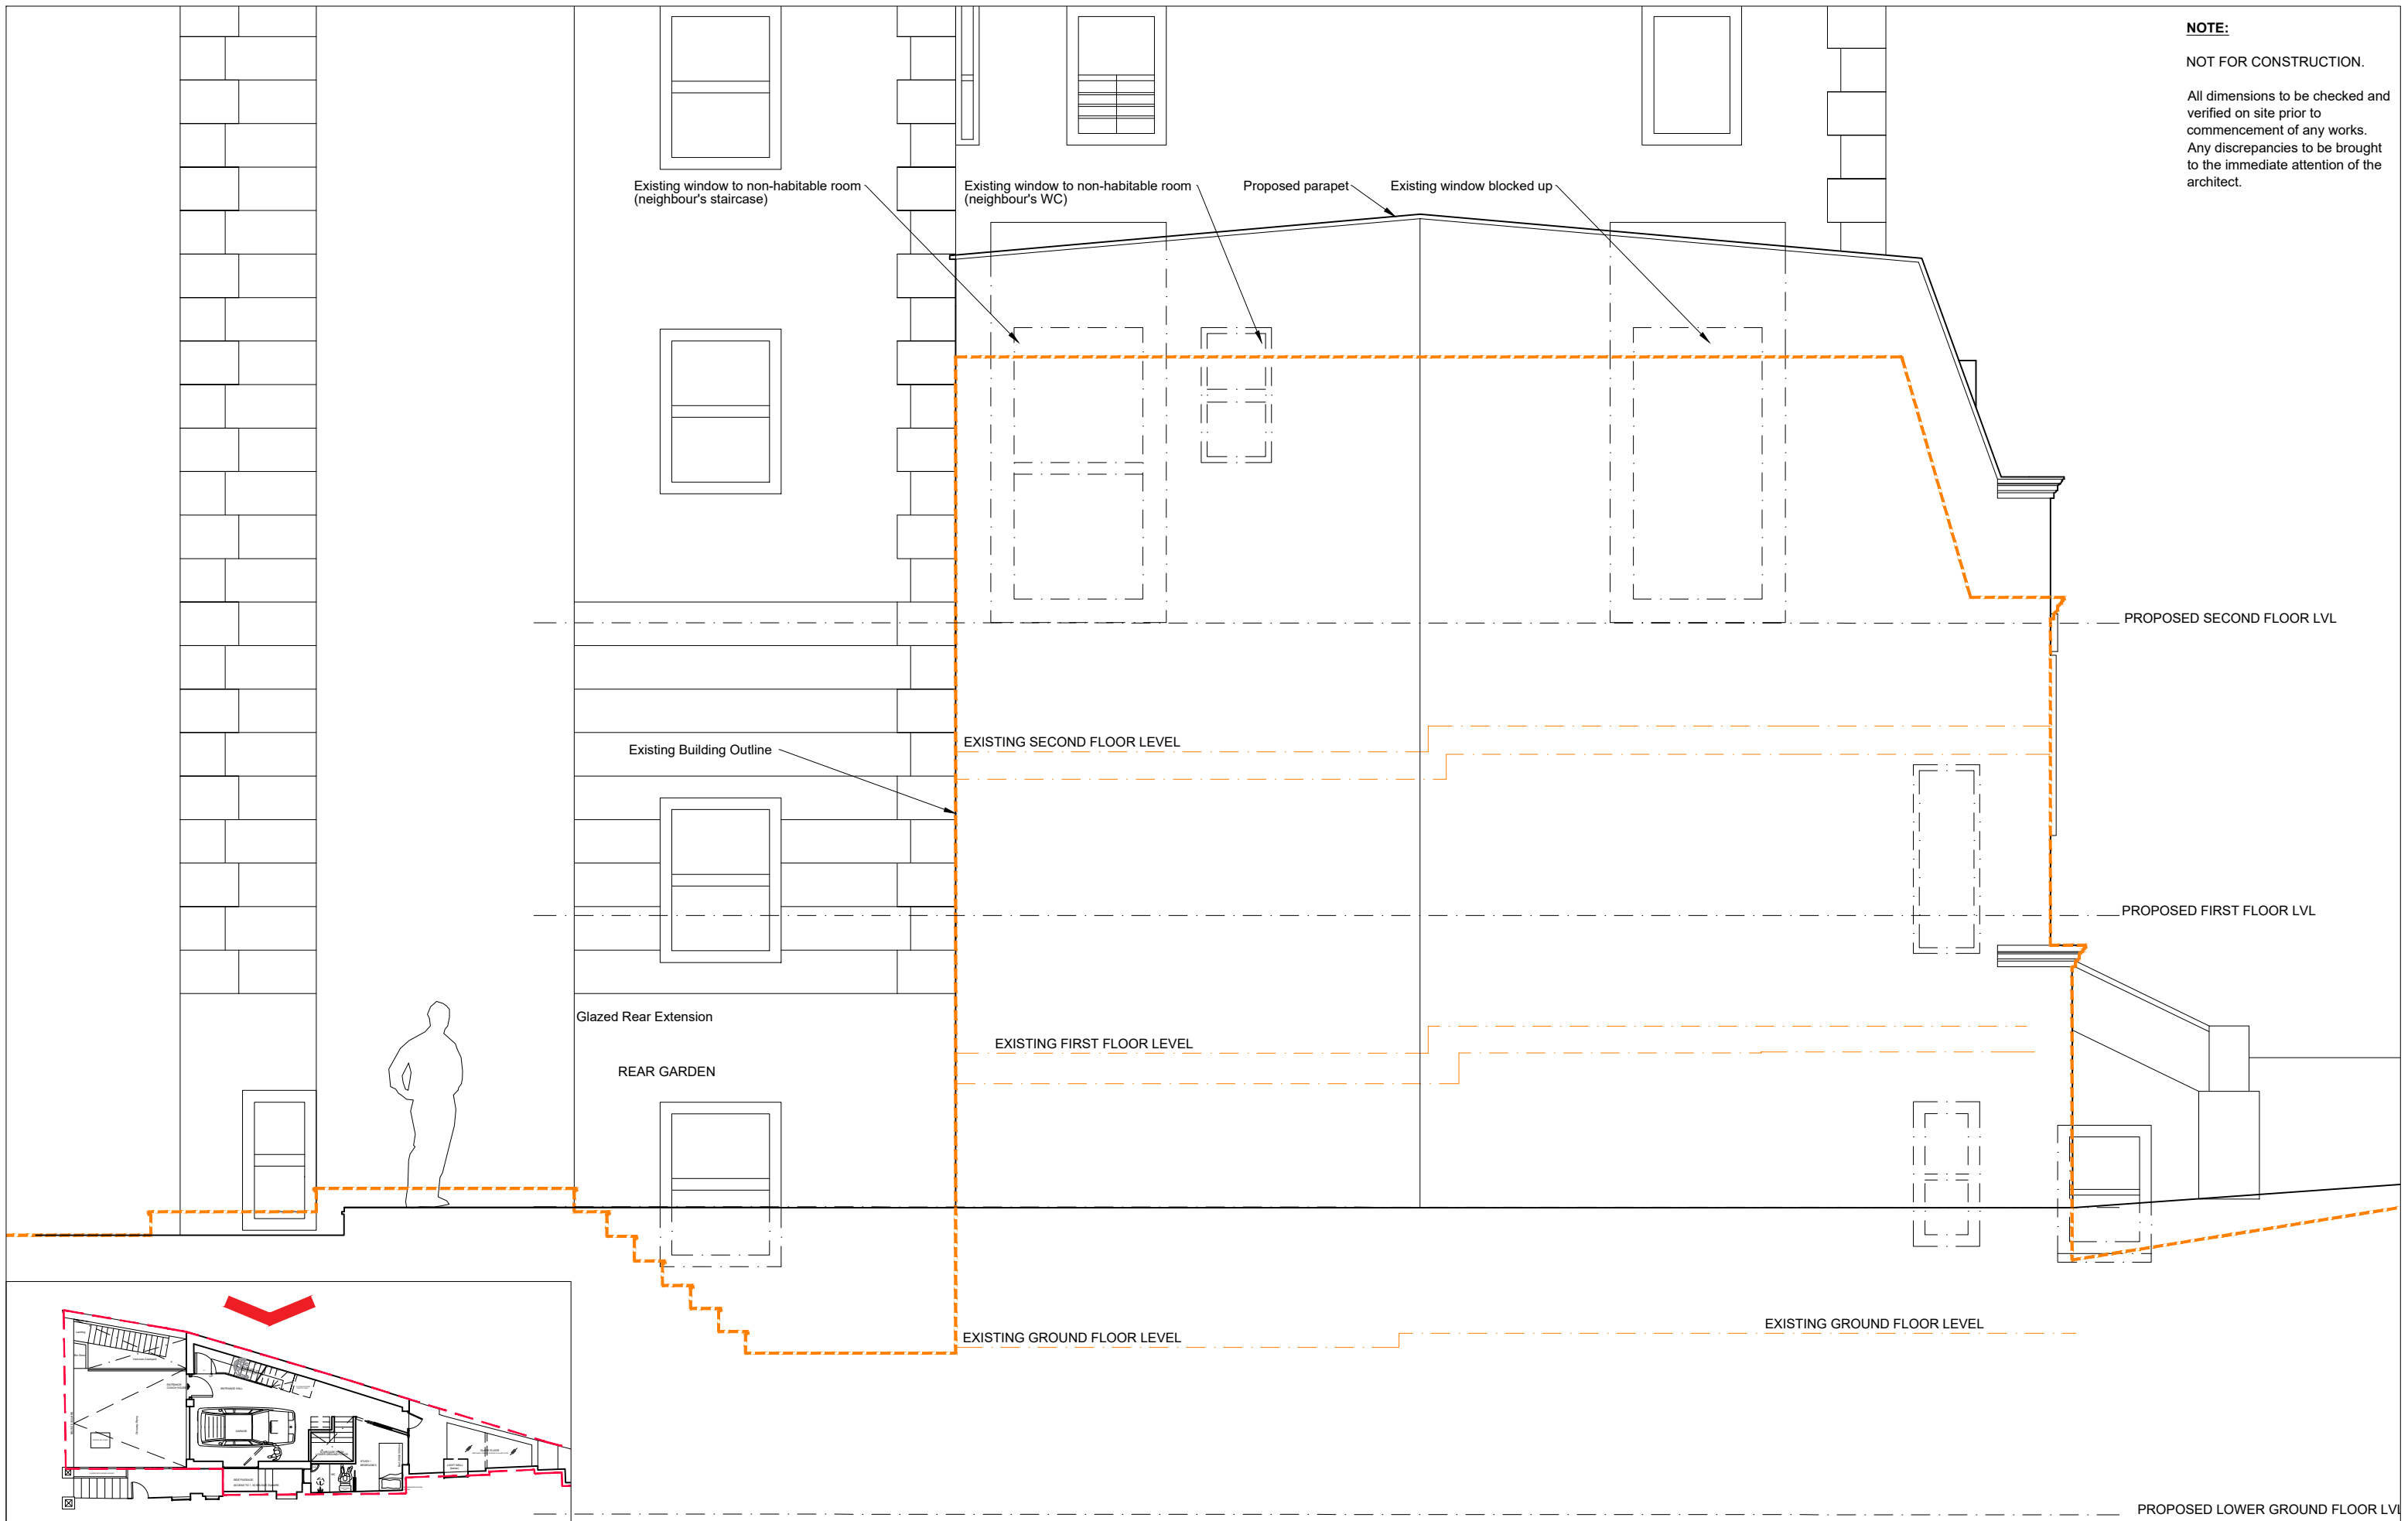 NOTE:
NOT FOR CONSTRUCTION.
All dimensions to be checked and
verified on site prior to
commencement of any works.
Any discrepancies to be brought
to the immediate attention of the
architect.
Existing window to non-habitable room
(neighbour's staircase)
Existing window to non-habitable room
(neighbour's WC)
Proposed parapet
Existing window blocked up
PROPOSED SECOND FLOOR LVL
EXISTING SECOND FLOOR LEVEL
Existing Building Outline
PROPOSED FIRST FLOOR LVL
Glazed Rear Extension
EXISTING FIRST FLOOR LEVEL
REAR GARDEN
EXISTING GROUND FLOOR LEVEL
EXISTING GROUND FLOOR LEVEL
ENTRANCE HALL
PROPOSED LOWER GROUND FLOOR LVL